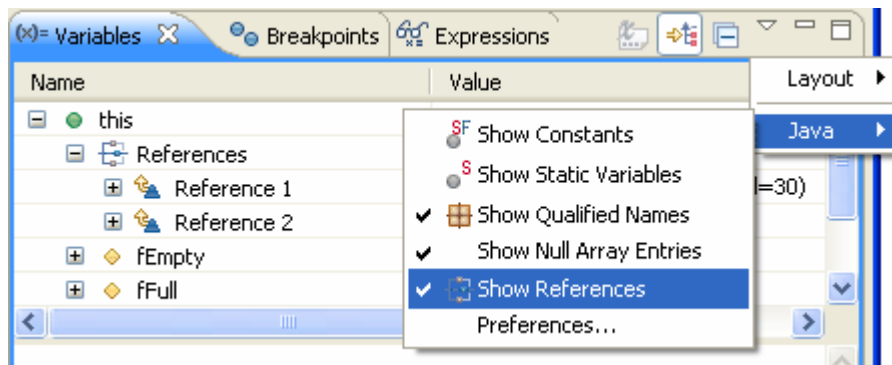 (x)= Variables Breakpoints Expressions
Name Value Layout
this Java
References
Reference 1
Reference 2
fEmpty
fFull
l=30)
Show Constants
Show Static Variables
Show Qualified Names
Show Null Array Entries
Show References
Preferences...